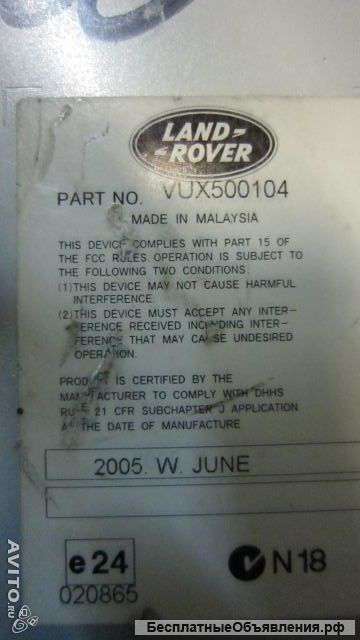 LAND-
-ROVER
PART NO. VUX500104
MADE IN MALAYSIA
THIS DEVICE COMPLIES WITH PART 15 OF
THE FCC RULES OPERATION IS SUBJECT TO
THE FOLLOWING TWO CONDITIONS:
(1) THIS DEVICE MAY NOT CAUSE HARMFUL
INTERFERENCE.
(2) THIS DEVICE MUST ACCEPT ANY INTER-
FERENCE RECEIVED INCLUDING INTER-
FERENCE THAT MAY CAUSE UNDESIRED
OPERATION.
PRODUCT IS CERTIFIED BY THE
MANUFACTURER TO COMPLY WITH DHHS
RULE 21 CFR SUBCHAPTER J APPLICATION
AT THE DATE OF MANUFACTURE
2005. W. JUNE
e24
N18
020865
AVITO.ru
БесплатныеОбъявления.рф